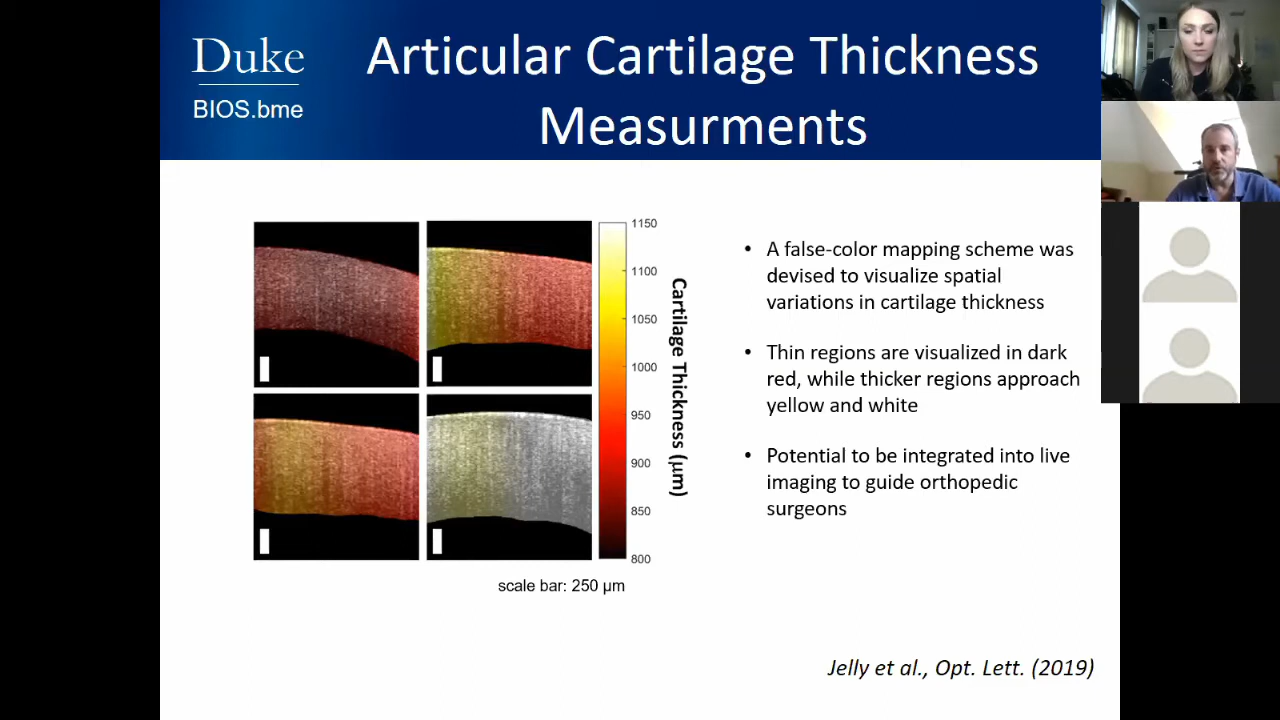 Duke
BIOS.bme
Articular Cartilage Thickness
Measurments
1150
1100
1050
1000
950
900
850
800
Cartilage Thickness (μm)
scale bar: 250 μm
• A false-color mapping scheme was
devised to visualize spatial
variations in cartilage thickness
• Thin regions are visualized in dark
red, while thicker regions approach
yellow and white
• Potential to be integrated into live
imaging to guide orthopedic
surgeons
Jelly et al., Opt. Lett. (2019)